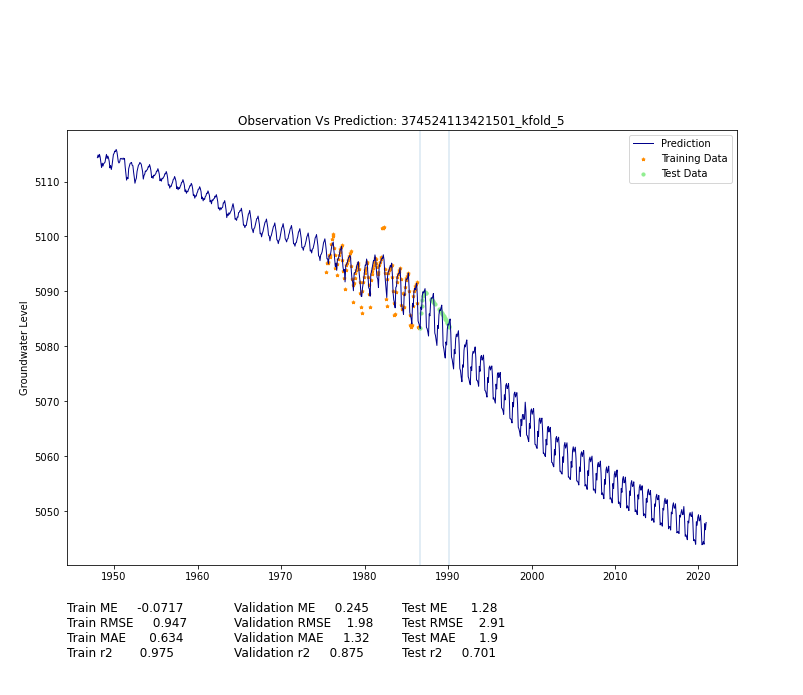 Observation Vs Prediction: 374524113421501_kfold_5
Prediction
Training Data
Test Data
Groundwater Level
5110
5100
5090
5080
5070
5060
5050
1950 1960 1970 1980 1990 2000 2010 2020
Train ME -0.0717 Validation ME 0.245 Test ME 1.28
Train RMSE 0.947 Validation RMSE 1.98 Test RMSE 2.91
Train MAE 0.634 Validation MAE 1.32 Test MAE 1.9
Train r2 0.975 Validation r2 0.875 Test r2 0.701